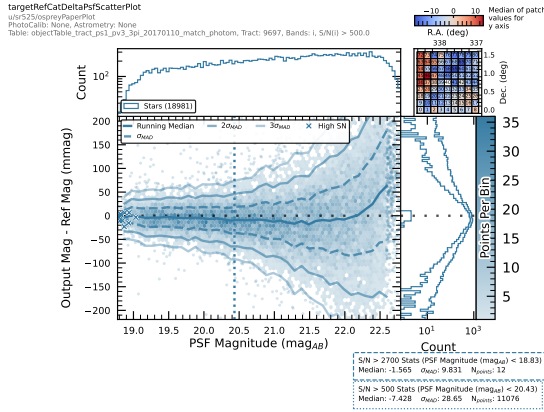 targetRefCatDeltaPsfScatterPlot
u/sr525/ospreyPaperPlot
PhotoCalib: None, Astrometry: None
Table: objectTable_tract_ps1_pv3_3pi_20170110_match_photom, Tract: 9697, Bands: i, S/N(i) > 500.0
−10 0 10
Median of patch
values for
y axis
R.A. (deg)
338 337
Count
10²
Stars (18981)
1.5
1.0
0.5
0.0
Dec. (deg)
Running Median
σMAD
2σMAD
3σMAD
High SN
Output Mag - Ref Mag (mmag)
200
150
100
50
0
−50
−100
−150
−200
19.0 19.5 20.0 20.5 21.0 21.5 22.0 22.5
PSF Magnitude (magAB)
10¹ 10³
Count
Points Per Bin
35
30
25
20
15
10
5
S/N > 2700 Stats (PSF Magnitude (magAB) < 18.83)
Median: -1.565 σMAD: 9.831 Npoints: 12
S/N > 500 Stats (PSF Magnitude (magAB) < 20.43)
Median: -7.428 σMAD: 28.65 Npoints: 11076